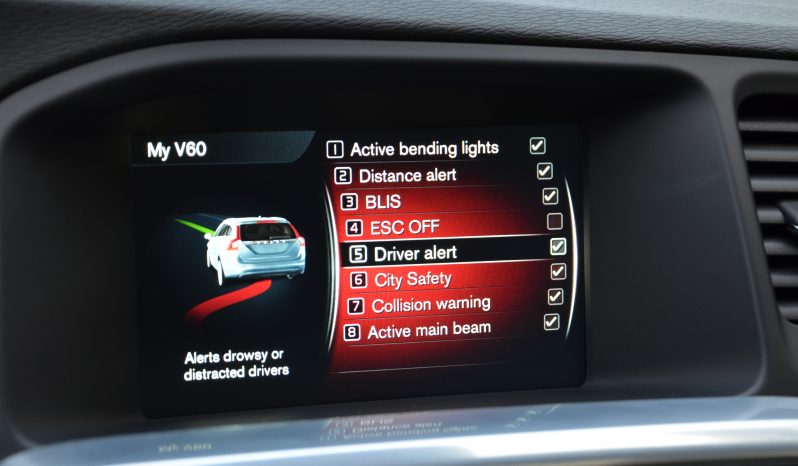 My V60
1 Active bending lights
2 Distance alert
3 BLIS
4 ESC OFF
5 Driver alert
6 City Safety
7 Collision warning
8 Active main beam
Alerts drowsy or
distracted drivers